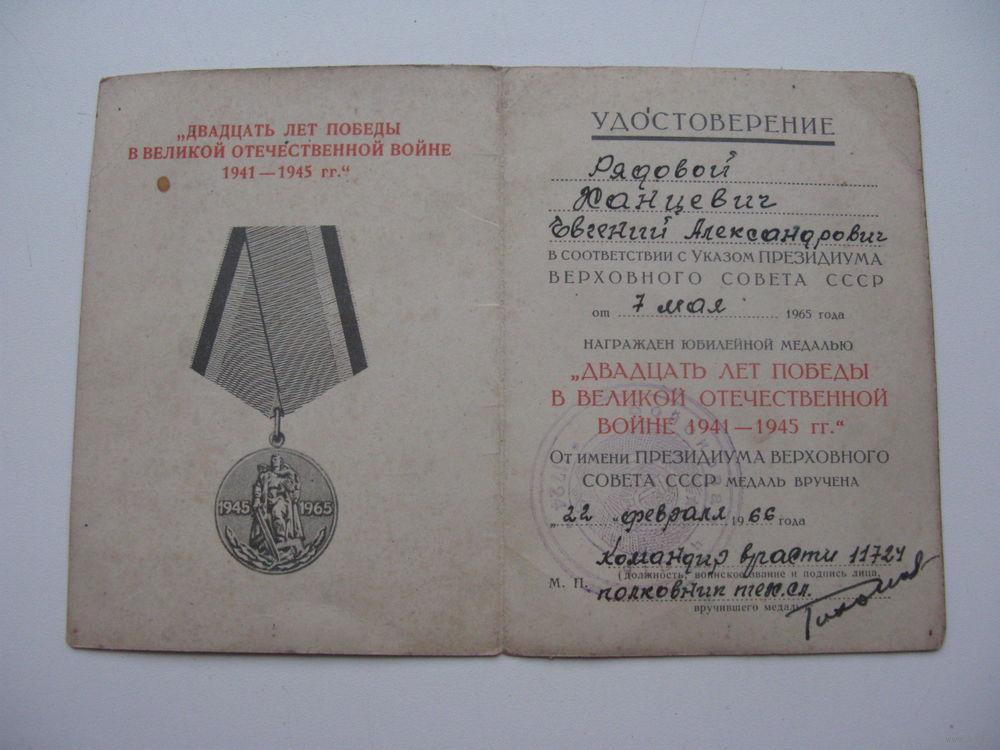 „ДВАДЦАТЬ ЛЕТ ПОБЕДЫ
В ВЕЛИКОЙ ОТЕЧЕСТВЕННОЙ ВОЙНЕ
1941—1945 гг.“
1945 1965
УДОСТОВЕРЕНИЕ
Рядовой
Ханцевич
Евгений Александрович
В СООТВЕТСТВИИ С УКАЗОМ ПРЕЗИДИУМА
ВЕРХОВНОГО СОВЕТА СССР
от 7 мая 1965 года
НАГРАЖДЕН ЮБИЛЕЙНОЙ МЕДАЛЬЮ
„ДВАДЦАТЬ ЛЕТ ПОБЕДЫ
В ВЕЛИКОЙ ОТЕЧЕСТВЕННОЙ
ВОЙНЕ 1941—1945 гг.“
ОТ ИМЕНИ ПРЕЗИДИУМА ВЕРХОВНОГО
СОВЕТА СССР МЕДАЛЬ ВРУЧЕНА
„22 „ февраля 1966 года
командир в/части 11724
(должность, воинское звание и подпись лица,
М. П. полковник тех.сл.
вручившего медаль